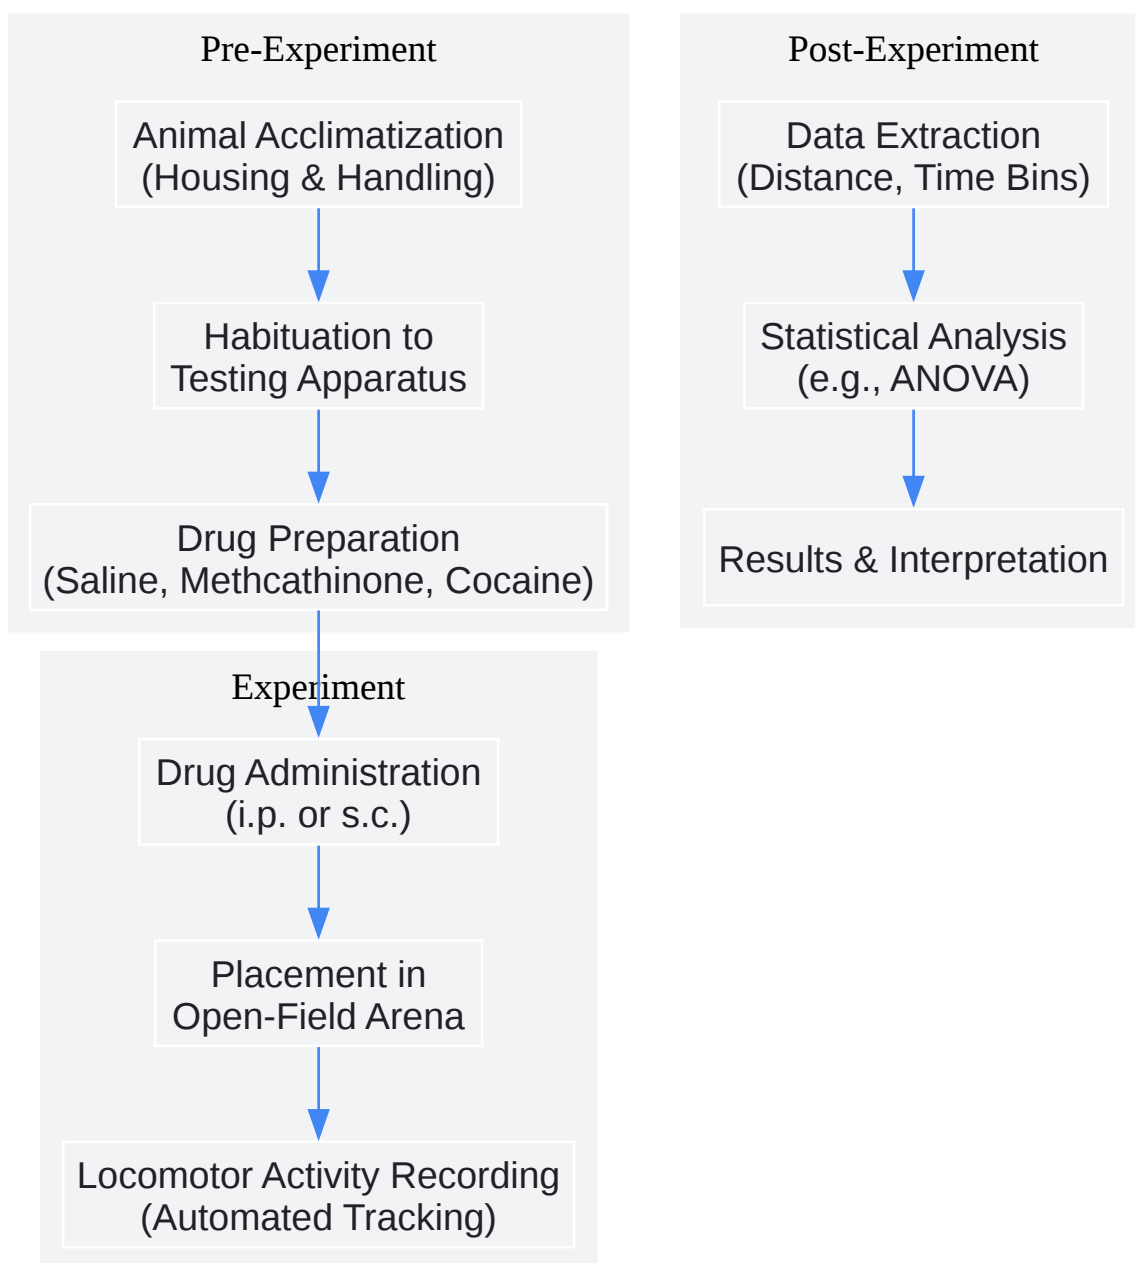 Pre-Experiment
Animal Acclimatization
(Housing & Handling)
Habituation to
Testing Apparatus
Drug Preparation
(Saline, Methcathinone, Cocaine)
Experiment
Drug Administration
(i.p. or s.c.)
Placement in
Open-Field Arena
Locomotor Activity Recording
(Automated Tracking)
Post-Experiment
Data Extraction
(Distance, Time Bins)
Statistical Analysis
(e.g., ANOVA)
Results & Interpretation